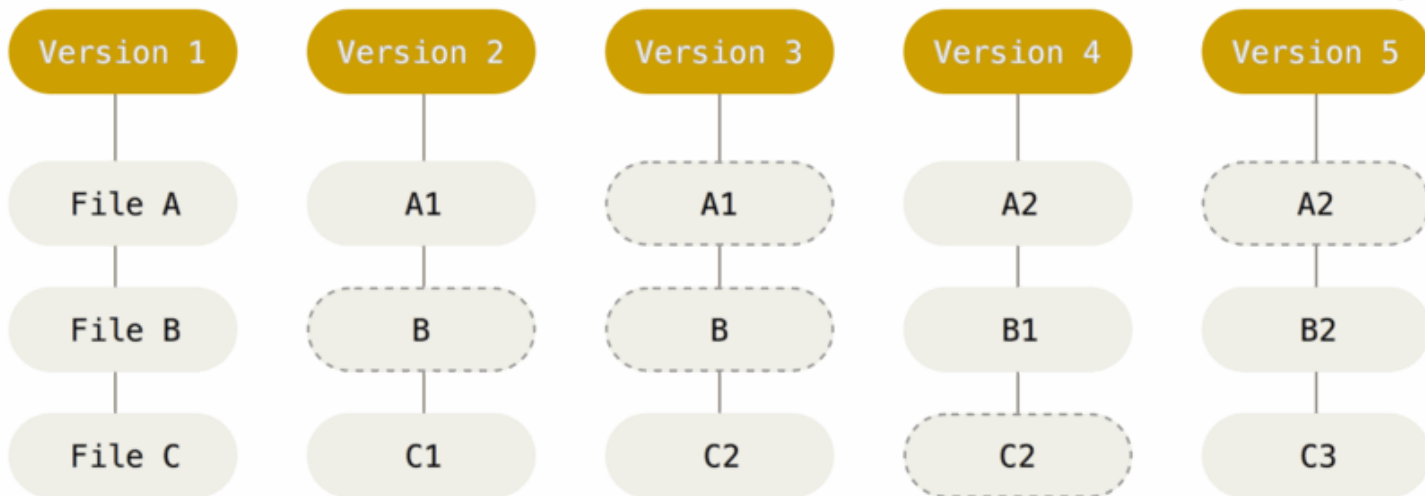 Version 1 Version 2 Version 3 Version 4 Version 5
File A A1 A1 A2 A2
File B B B B1 B2
File C C1 C2 C2 C3